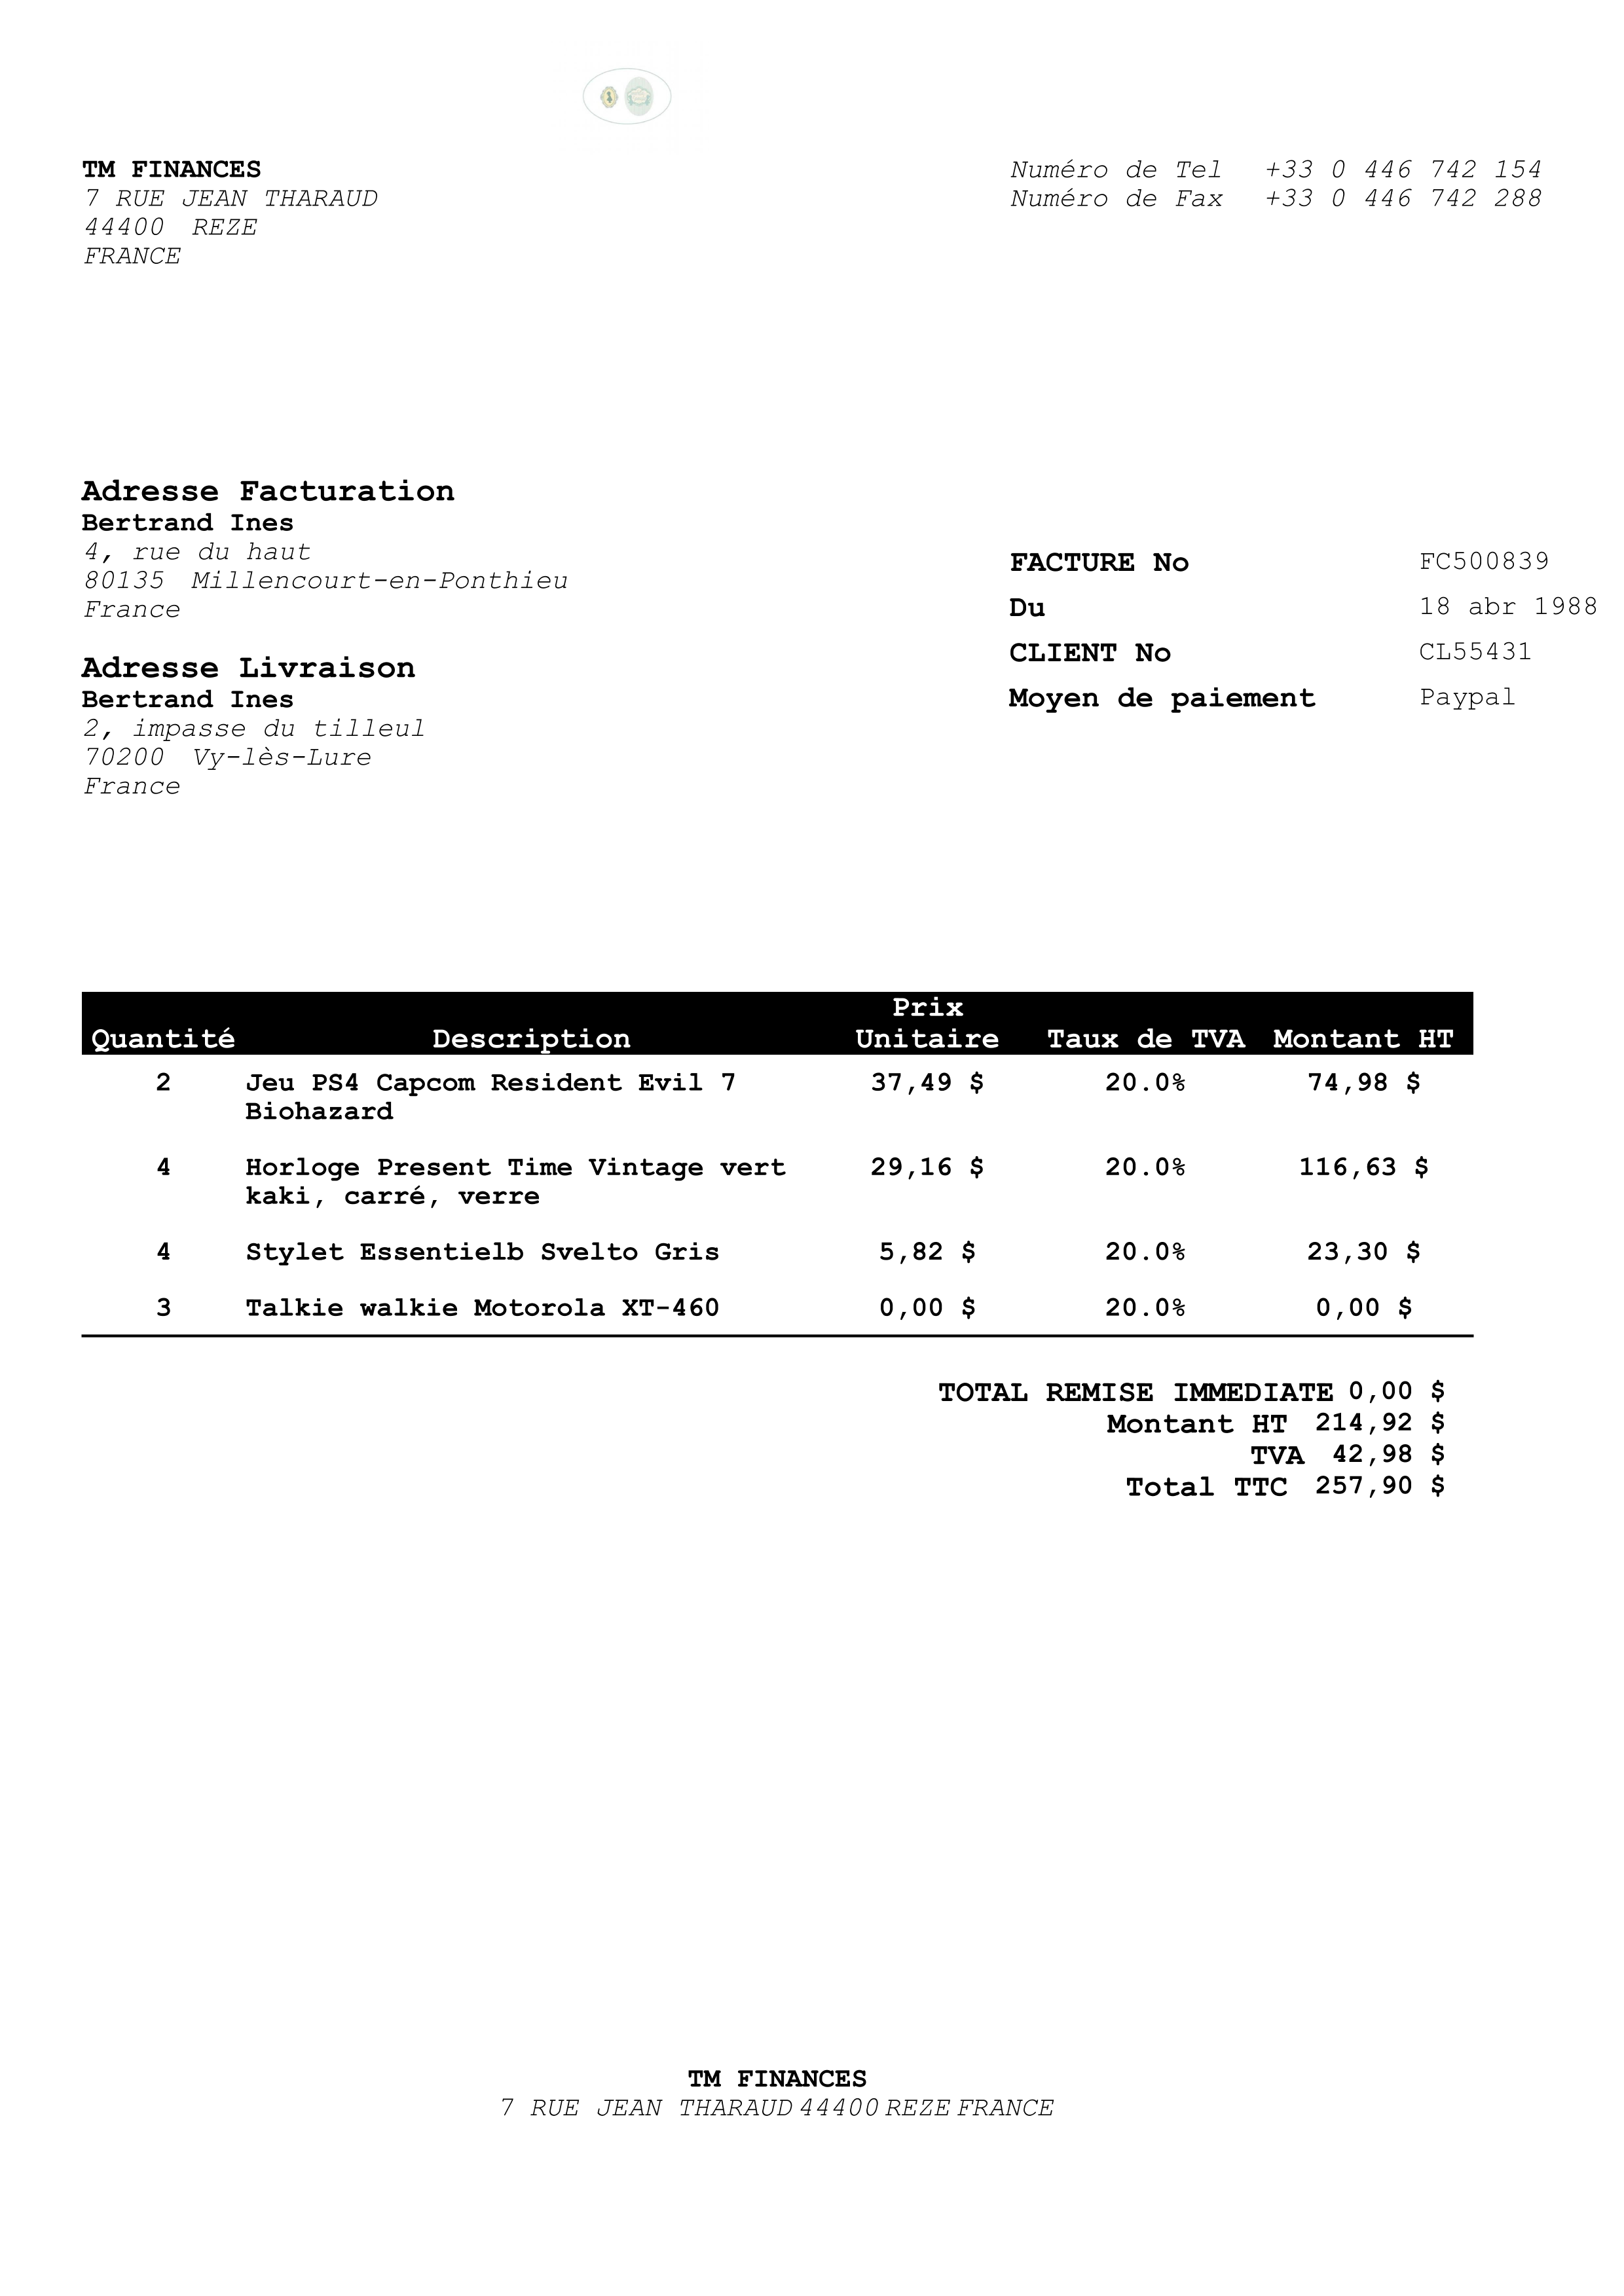 TM FINANCES
7 RUE JEAN THARAUD
44400 REZE
FRANCE
Numéro de Tel +33 0 446 742 154
Numéro de Fax +33 0 446 742 288
Adresse Facturation
Bertrand Ines
4, rue du haut
80135 Millencourt-en-Ponthieu
France
Adresse Livraison
Bertrand Ines
2, impasse du tilleul
70200 Vy-lès-Lure
France
FACTURE No FC500839
Du 18 abr 1988
CLIENT No CL55431
Moyen de paiement Paypal
Quantité Description Prix Unitaire Taux de TVA Montant HT
2 Jeu PS4 Capcom Resident Evil 7 37,49 $ 20.0% 74,98 $
Biohazard
4 Horloge Present Time Vintage vert 29,16 $ 20.0% 116,63 $
kaki, carré, verre
4 Stylet Essentielb Svelto Gris 5,82 $ 20.0% 23,30 $
3 Talkie walkie Motorola XT-460 0,00 $ 20.0% 0,00 $
TOTAL REMISE IMMEDIATE 0,00 $
Montant HT 214,92 $
TVA 42,98 $
Total TTC 257,90 $
TM FINANCES
7 RUE JEAN THARAUD 44400 REZE FRANCE